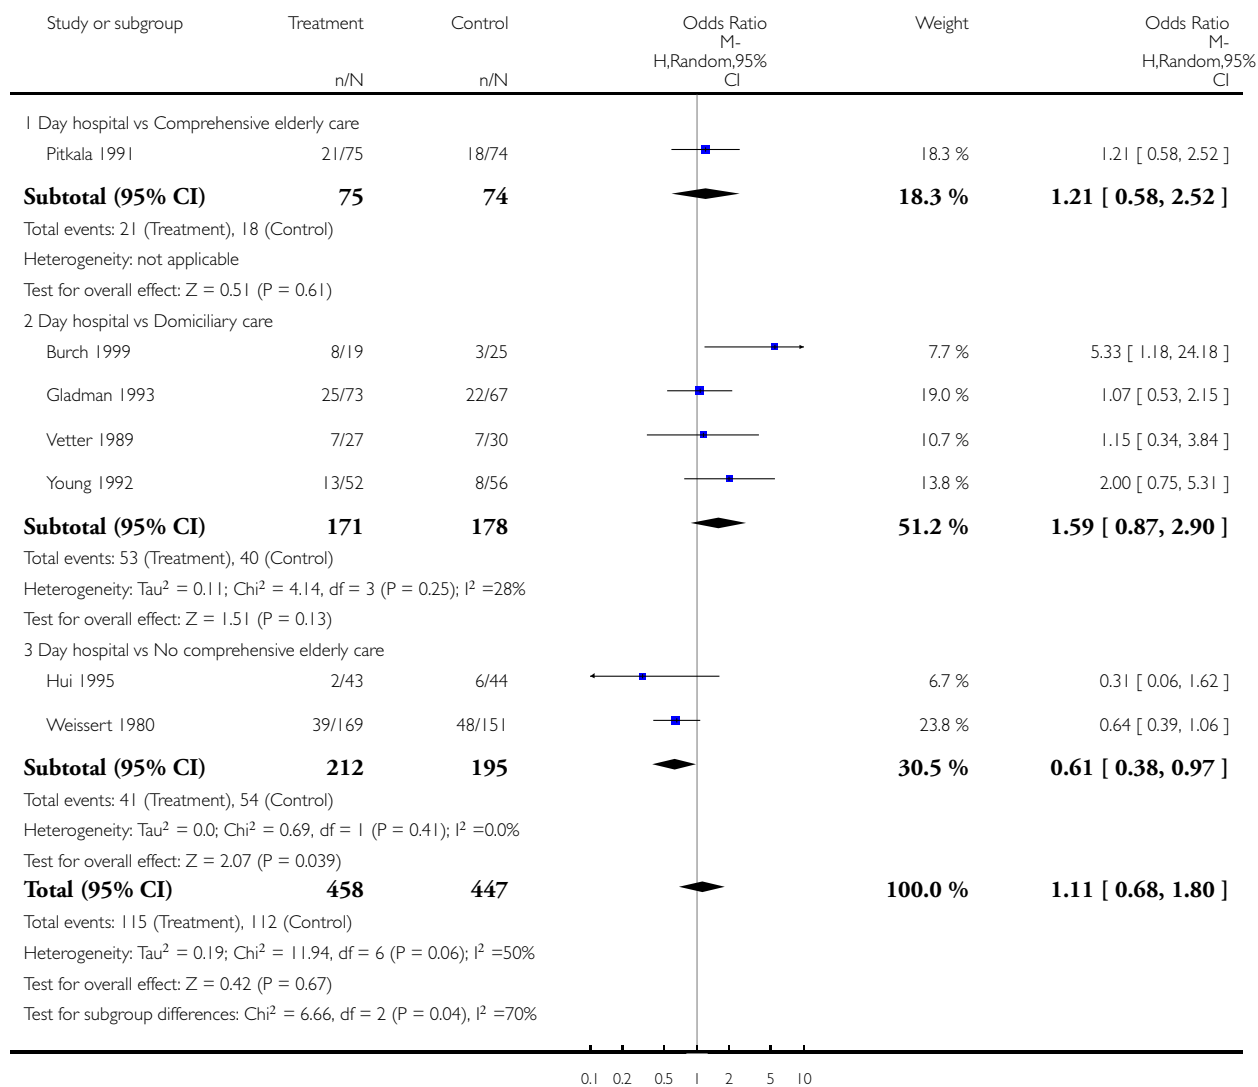 Study or subgroup Treatment Control Odds Ratio Weight Odds Ratio
M- M-
H,Random,95% H,Random,95%
n/N n/N CI CI
1 Day hospital vs Comprehensive elderly care
Pitkala 1991 21/75 18/74 18.3 % 1.21 [ 0.58, 2.52 ]
Subtotal (95% CI) 75 74 18.3 % 1.21 [ 0.58, 2.52 ]
Total events: 21 (Treatment), 18 (Control)
Heterogeneity: not applicable
Test for overall effect: Z = 0.51 (P = 0.61)
2 Day hospital vs Domiciliary care
Burch 1999 8/19 3/25 7.7 % 5.33 [ 1.18, 24.18 ]
Gladman 1993 25/73 22/67 19.0 % 1.07 [ 0.53, 2.15 ]
Vetter 1989 7/27 7/30 10.7 % 1.15 [ 0.34, 3.84 ]
Young 1992 13/52 8/56 13.8 % 2.00 [ 0.75, 5.31 ]
Subtotal (95% CI) 171 178 51.2 % 1.59 [ 0.87, 2.90 ]
Total events: 53 (Treatment), 40 (Control)
Heterogeneity: Tau² = 0.11; Chi² = 4.14, df = 3 (P = 0.25); I² =28%
Test for overall effect: Z = 1.51 (P = 0.13)
3 Day hospital vs No comprehensive elderly care
Hui 1995 2/43 6/44 6.7 % 0.31 [ 0.06, 1.62 ]
Weissert 1980 39/169 48/151 23.8 % 0.64 [ 0.39, 1.06 ]
Subtotal (95% CI) 212 195 30.5 % 0.61 [ 0.38, 0.97 ]
Total events: 41 (Treatment), 54 (Control)
Heterogeneity: Tau² = 0.0; Chi² = 0.69, df = 1 (P = 0.41); I² =0.0%
Test for overall effect: Z = 2.07 (P = 0.039)
Total (95% CI) 458 447 100.0 % 1.11 [ 0.68, 1.80 ]
Total events: 115 (Treatment), 112 (Control)
Heterogeneity: Tau² = 0.19; Chi² = 11.94, df = 6 (P = 0.06); I² =50%
Test for overall effect: Z = 0.42 (P = 0.67)
Test for subgroup differences: Chi² = 6.66, df = 2 (P = 0.04), I² =70%
0.1 0.2 0.5 1 2 5 10